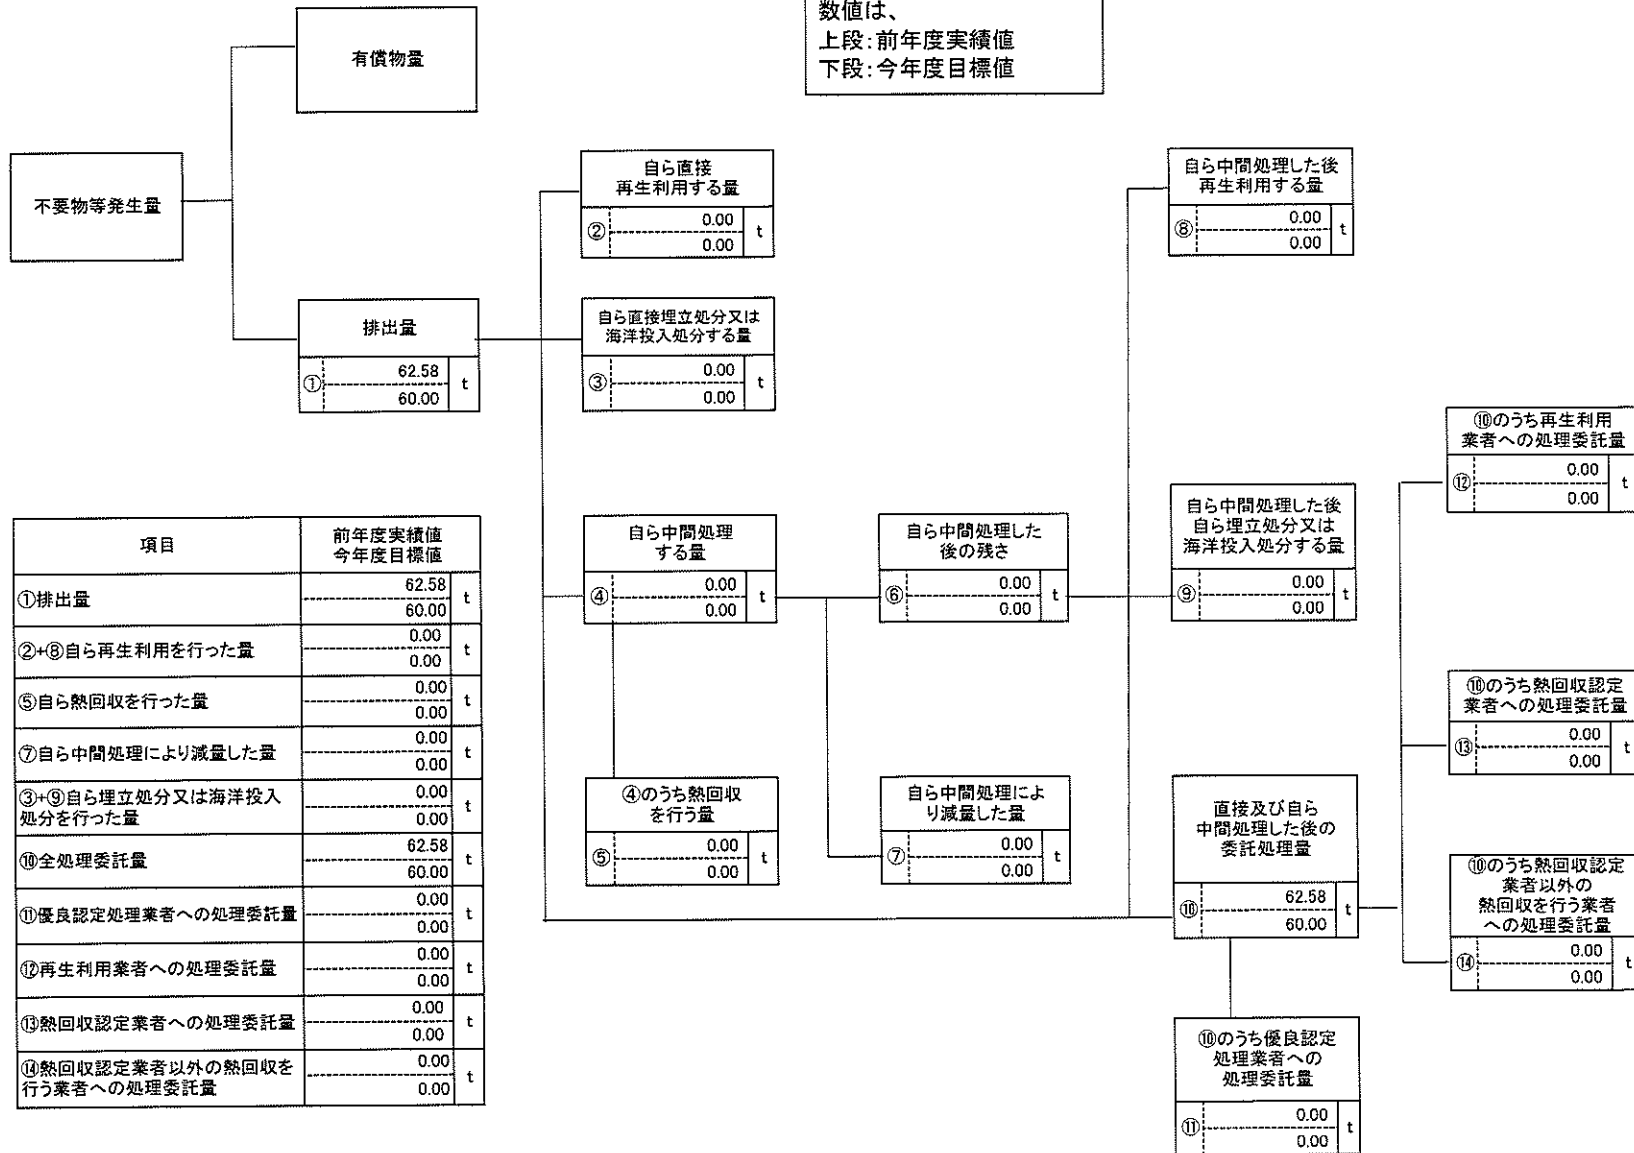 数値は、
上段：前年度実績値
下段：今年度目標値
有償物量
不要物等発生量
排出量
①
62.58
60.00
t
自ら直接
再生利用する量
②
0.00
0.00
t
自ら直接埋立処分又は
海洋投入処分する量
③
0.00
0.00
t
自ら中間処理
する量
④
0.00
0.00
t
④のうち熱回収
を行う量
⑤
0.00
0.00
t
自ら中間処理した
後の残さ
⑥
0.00
0.00
t
自ら中間処理によ
り減量した量
⑦
0.00
0.00
t
自ら中間処理した後
再生利用する量
⑧
0.00
0.00
t
自ら中間処理した後
自ら埋立処分又は
海洋投入処分する量
⑨
0.00
0.00
t
直接及び自ら
中間処理した後の
委託処理量
⑩
62.58
60.00
t
⑩のうち優良認定
処理業者への
処理委託量
⑪
0.00
0.00
t
⑩のうち再生利用
業者への処理委託量
⑫
0.00
0.00
t
⑩のうち熱回収認定
業者への処理委託量
⑬
0.00
0.00
t
⑩のうち熱回収認定
業者以外の
熱回収を行う業者
への処理委託量
⑭
0.00
0.00
t
項目
前年度実績値
今年度目標値
①排出量
62.58
60.00
t
②+⑧自ら再生利用を行った量
0.00
0.00
t
⑤自ら熱回収を行った量
0.00
0.00
t
⑦自ら中間処理により減量した量
0.00
0.00
t
③+⑨自ら埋立処分又は海洋投入
処分を行った量
0.00
0.00
t
⑩全処理委託量
62.58
60.00
t
⑪優良認定処理業者への処理委託量
0.00
0.00
t
⑫再生利用業者への処理委託量
0.00
0.00
t
⑬熱回収認定業者への処理委託量
0.00
0.00
t
⑭熱回収認定業者以外の熱回収を
行う業者への処理委託量
0.00
0.00
t